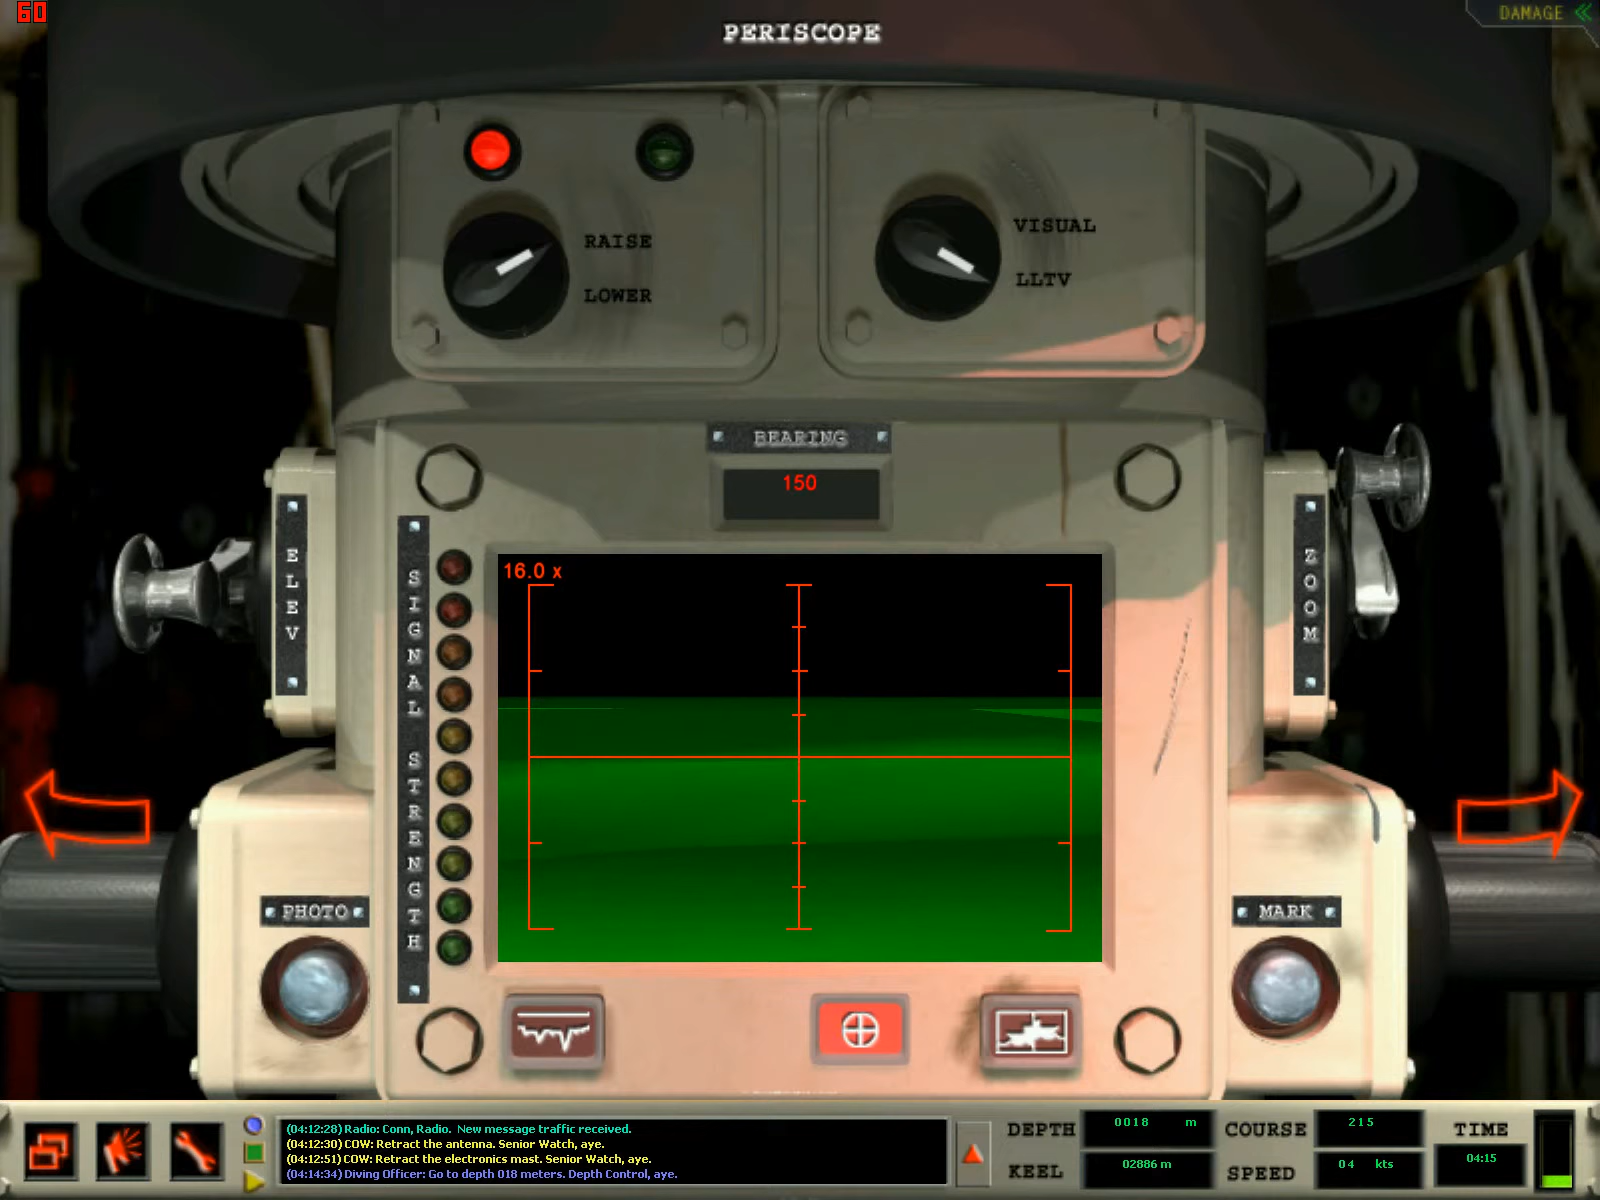 60
PERISCOPE
DAMAGE
RAISE
LOWER
VISUAL
LLTV
BEARING
150
ELEV
SIGNAL STRENGTH
16.0 x
ZOOM
PHOTO
MARK
(04:12:28) Radio: Conn, Radio. New message traffic received.
(04:12:30) COW: Retract the antenna. Senior Watch, aye.
(04:12:51) COW: Retract the electronics mast. Senior Watch, aye.
(04:14:34) Diving Officer: Go to depth 018 meters. Depth Control, aye.
DEPTH 0018 m
KEEL 02886 m
COURSE 215
SPEED 04 kts
TIME
04:15